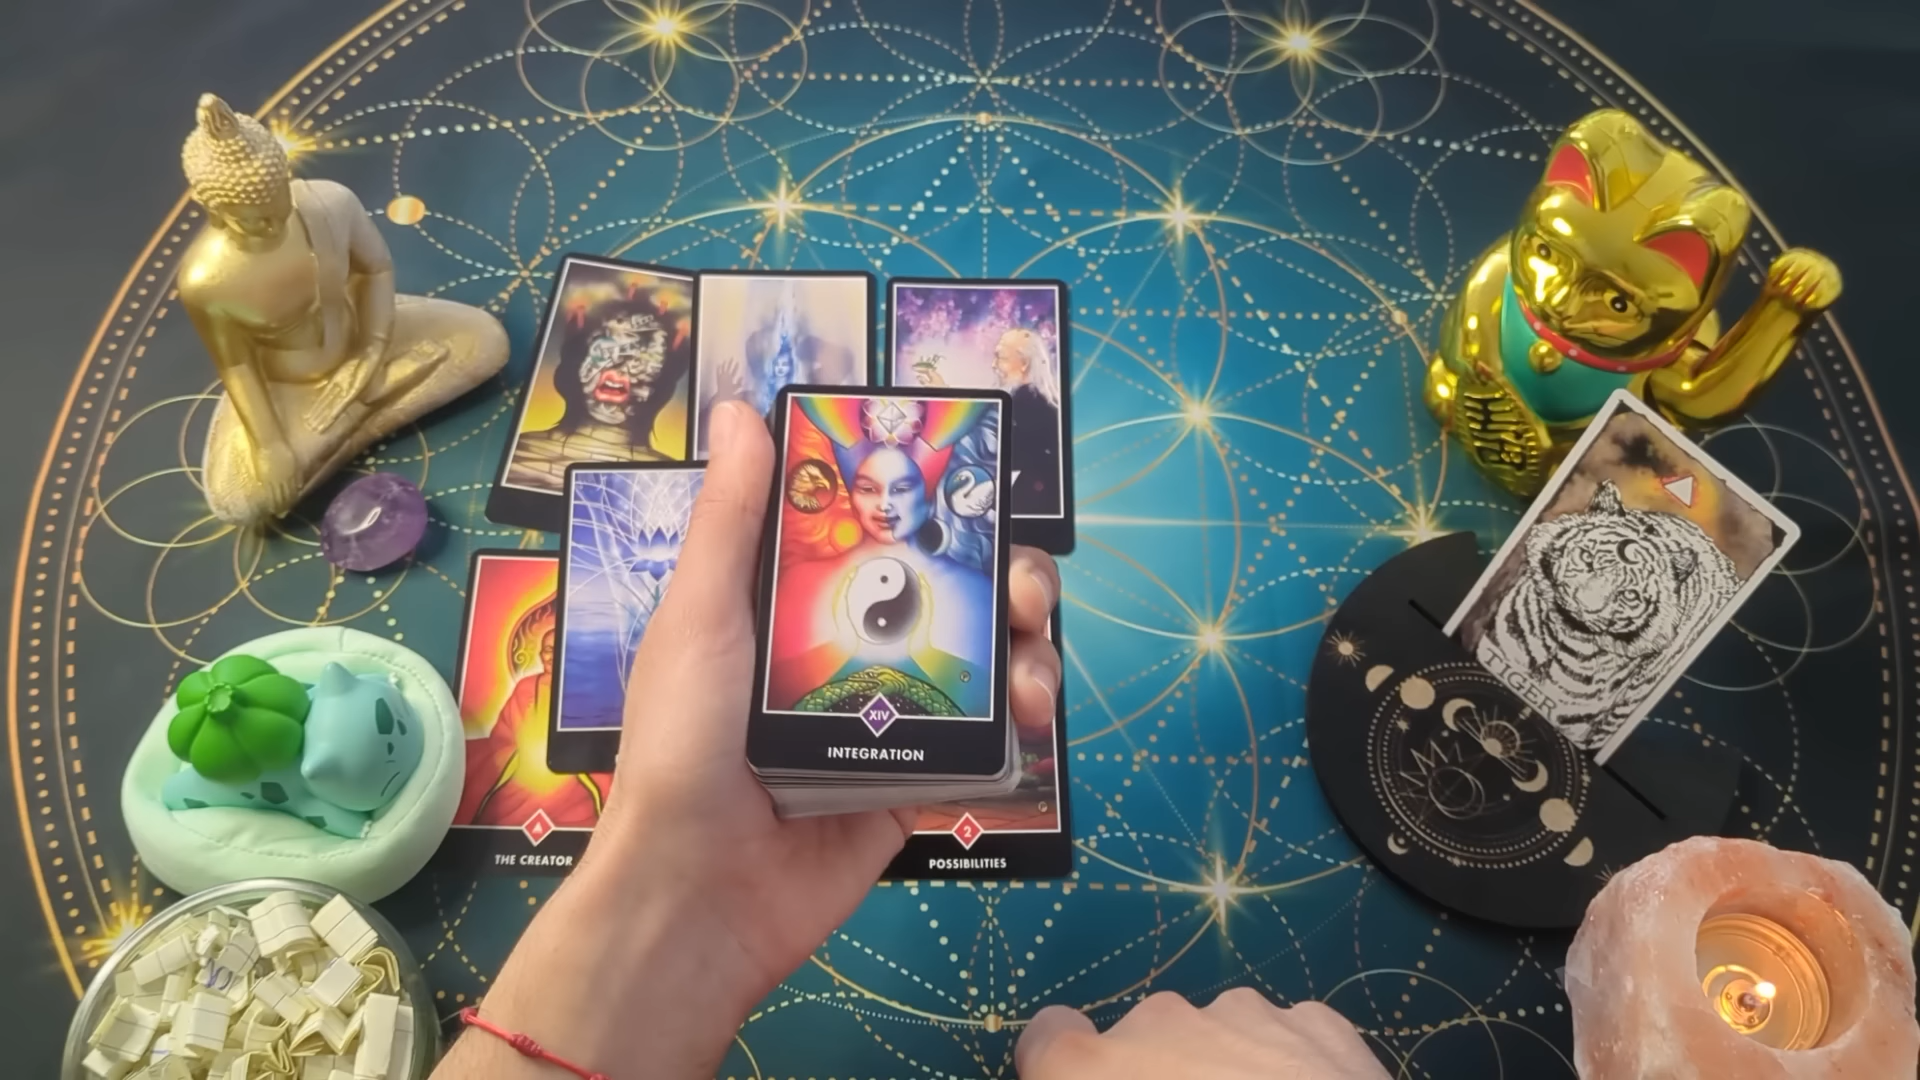 XIV
INTEGRATION
TIGER
THE CREATOR
2
POSSIBILITIES